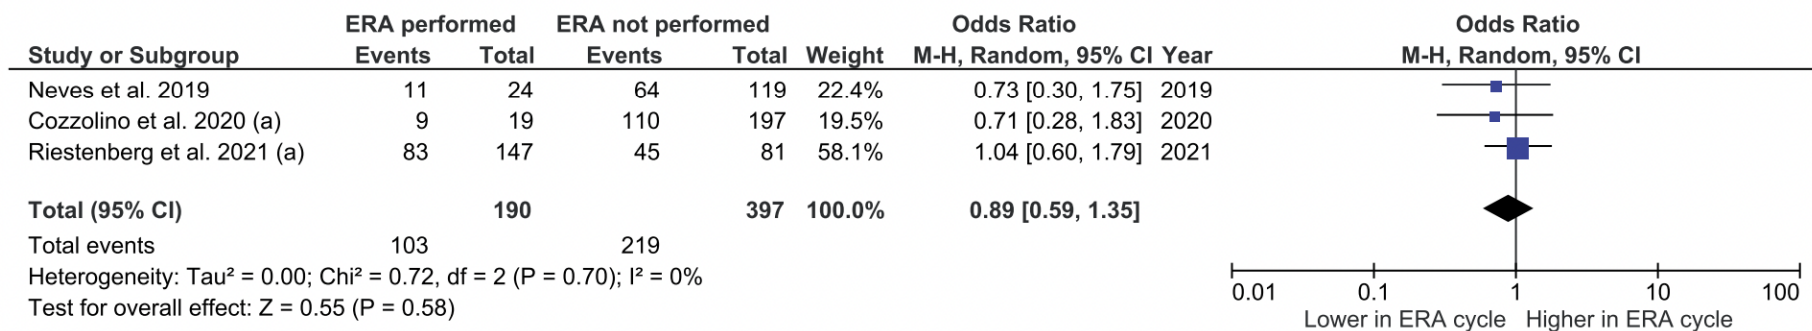 ERA performed ERA not performed Odds Ratio Odds Ratio
Study or Subgroup Events Total Events Total Weight M-H, Random, 95% CI Year M-H, Random, 95% CI
Neves et al. 2019 11 24 64 119 22.4% 0.73 [0.30, 1.75] 2019
Cozzolino et al. 2020 (a) 9 19 110 197 19.5% 0.71 [0.28, 1.83] 2020
Riestenberg et al. 2021 (a) 83 147 45 81 58.1% 1.04 [0.60, 1.79] 2021
Total (95% CI) 190 397 100.0% 0.89 [0.59, 1.35]
Total events 103 219
Heterogeneity: Tau² = 0.00; Chi² = 0.72, df = 2 (P = 0.70); I² = 0%
Test for overall effect: Z = 0.55 (P = 0.58)
0.01 0.1 1 10 100
Lower in ERA cycle Higher in ERA cycle